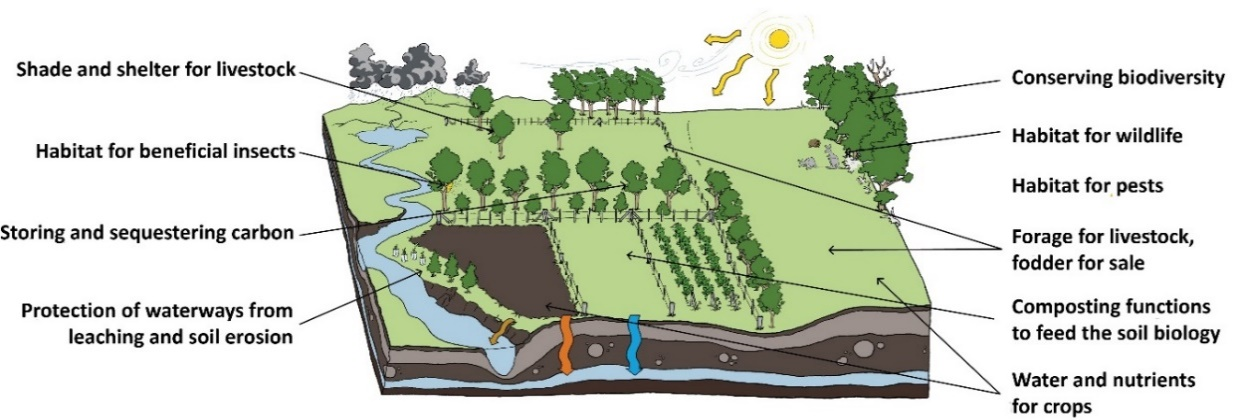 Shade and shelter for livestock
Habitat for beneficial insects
Storing and sequestering carbon
Protection of waterways from
leaching and soil erosion
Conserving biodiversity
Habitat for wildlife
Habitat for pests
Forage for livestock,
fodder for sale
Composting functions
to feed the soil biology
Water and nutrients
for crops